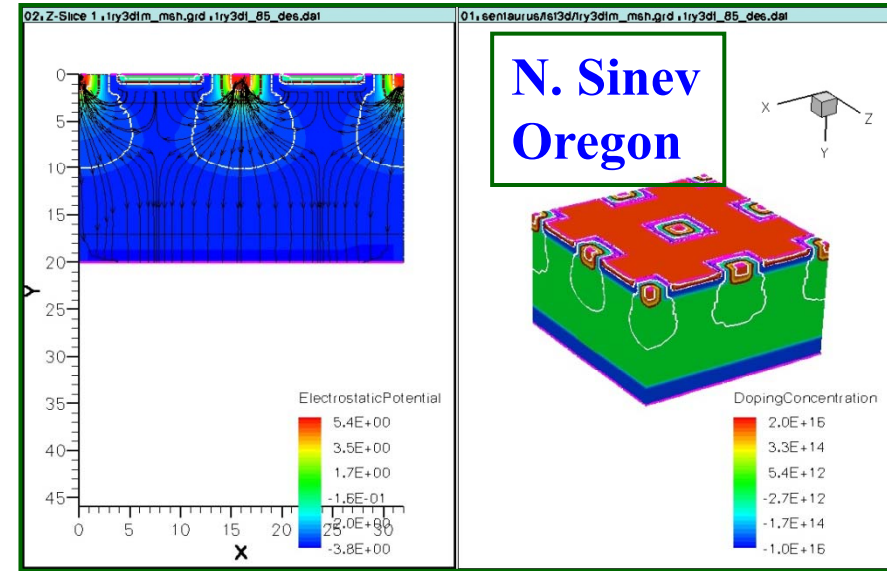 02: Z-Slice 1 : try3dlm_msh.grd : try3dl_85_des.dat
01: sentaurus/ist3d/try3dlm_msh.grd : try3dl_85_des.dat
N. Sinev
Oregon
X
Z
Y
0
5
10
15
20
25
30
35
40
45
Y
0
5
10
15
20
25
30
X
ElectrostaticPotential
5.4E+00
3.5E+00
1.7E+00
-1.6E-01
-2.0E+00
-3.8E+00
DopingConcentration
2.0E+16
3.3E+14
5.4E+12
-2.7E+12
-1.7E+14
-1.0E+16